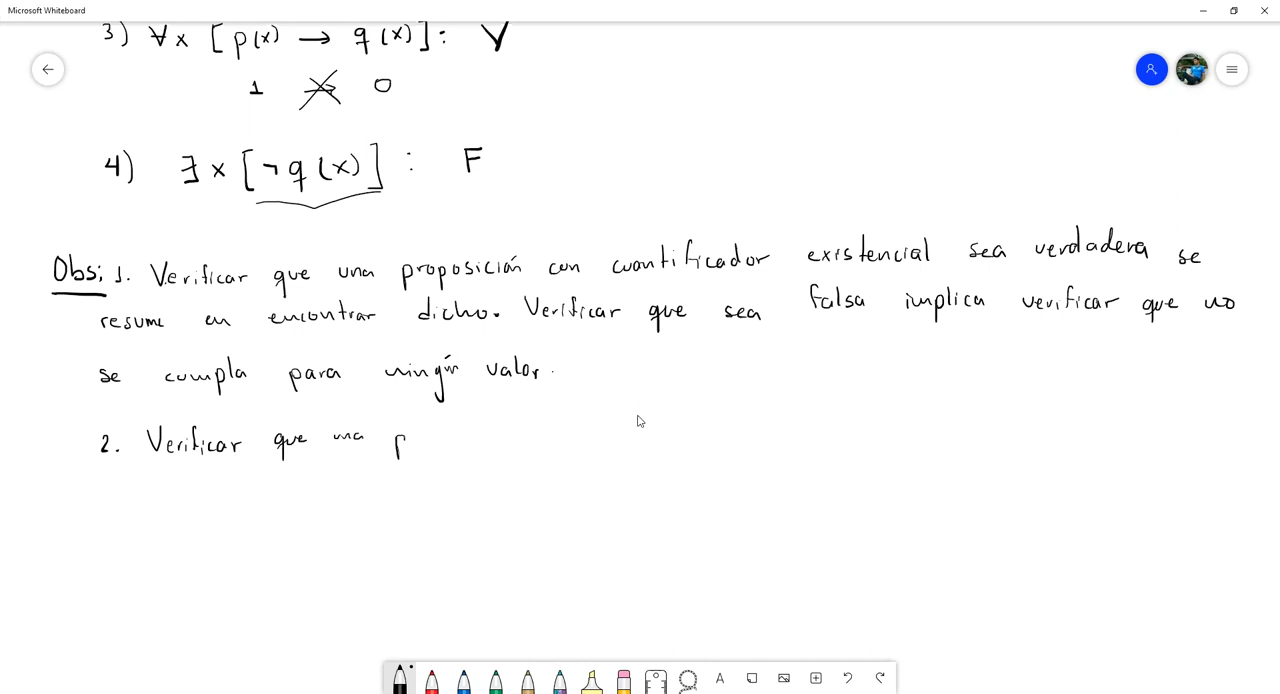 Microsoft Whiteboard
3) ∀x [p(x) → q(x)]: V
1 → 0
4) ∃x [¬q(x)] : F
Obs: 1. Verificar que una proposición con cuantificador existencial sea verdadera se
resume en encontrar dicho. Verificar que sea falsa implica verificar que no
se cumpla para ningún valor.
2. Verificar que una p
A